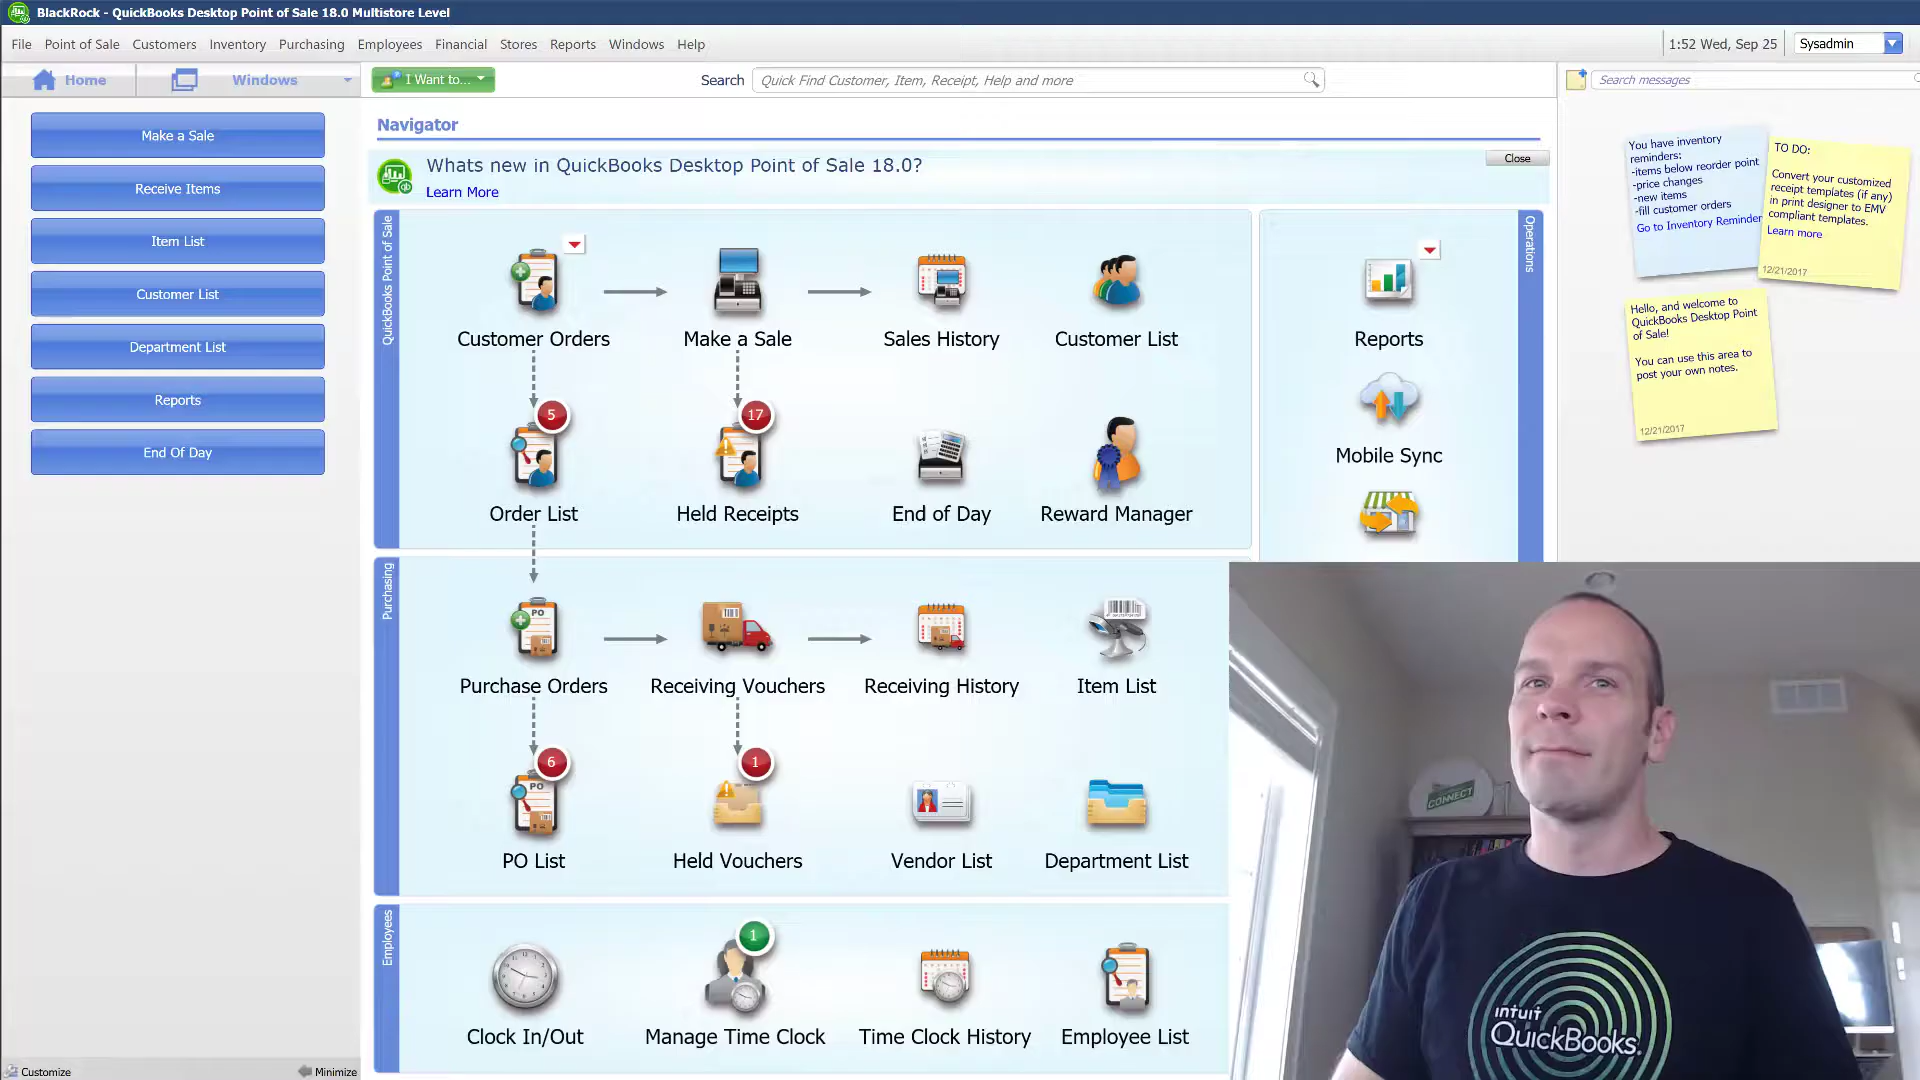 BlackRock - QuickBooks Desktop Point of Sale 18.0 Multistore Level
File Point of Sale Customers Inventory Purchasing Employees Financial Stores Reports Windows Help
1:52 Wed, Sep 25
Sysadmin
Home
Windows
I Want to...
Search
Quick Find Customer, Item, Receipt, Help and more
Search messages
Make a Sale
Receive Items
Item List
Customer List
Department List
Reports
End Of Day
Navigator
Whats new in QuickBooks Desktop Point of Sale 18.0?
Learn More
Close
QuickBooks Point of Sale
Customer Orders
Make a Sale
Sales History
Customer List
5
17
Order List
Held Receipts
End of Day
Reward Manager
Operations
Reports
Mobile Sync
Purchasing
PO
Purchase Orders
Receiving Vouchers
Receiving History
Item List
6
1
PO
PO List
Held Vouchers
Vendor List
Department List
Employees
1
Clock In/Out
Manage Time Clock
Time Clock History
Employee List
You have inventory
reminders:
-items below reorder point
-price changes
-new items
-fill customer orders
Go to Inventory Reminder
TO DO:
Convert your customized
receipt templates (if any)
in print designer to EMV
compliant templates.
Learn more
12/21/2017
Hello, and welcome to
QuickBooks Desktop Point
of Sale!
You can use this area to
post your own notes.
12/21/2017
CONNECT
intuit
QuickBooks.
Customize
Minimize